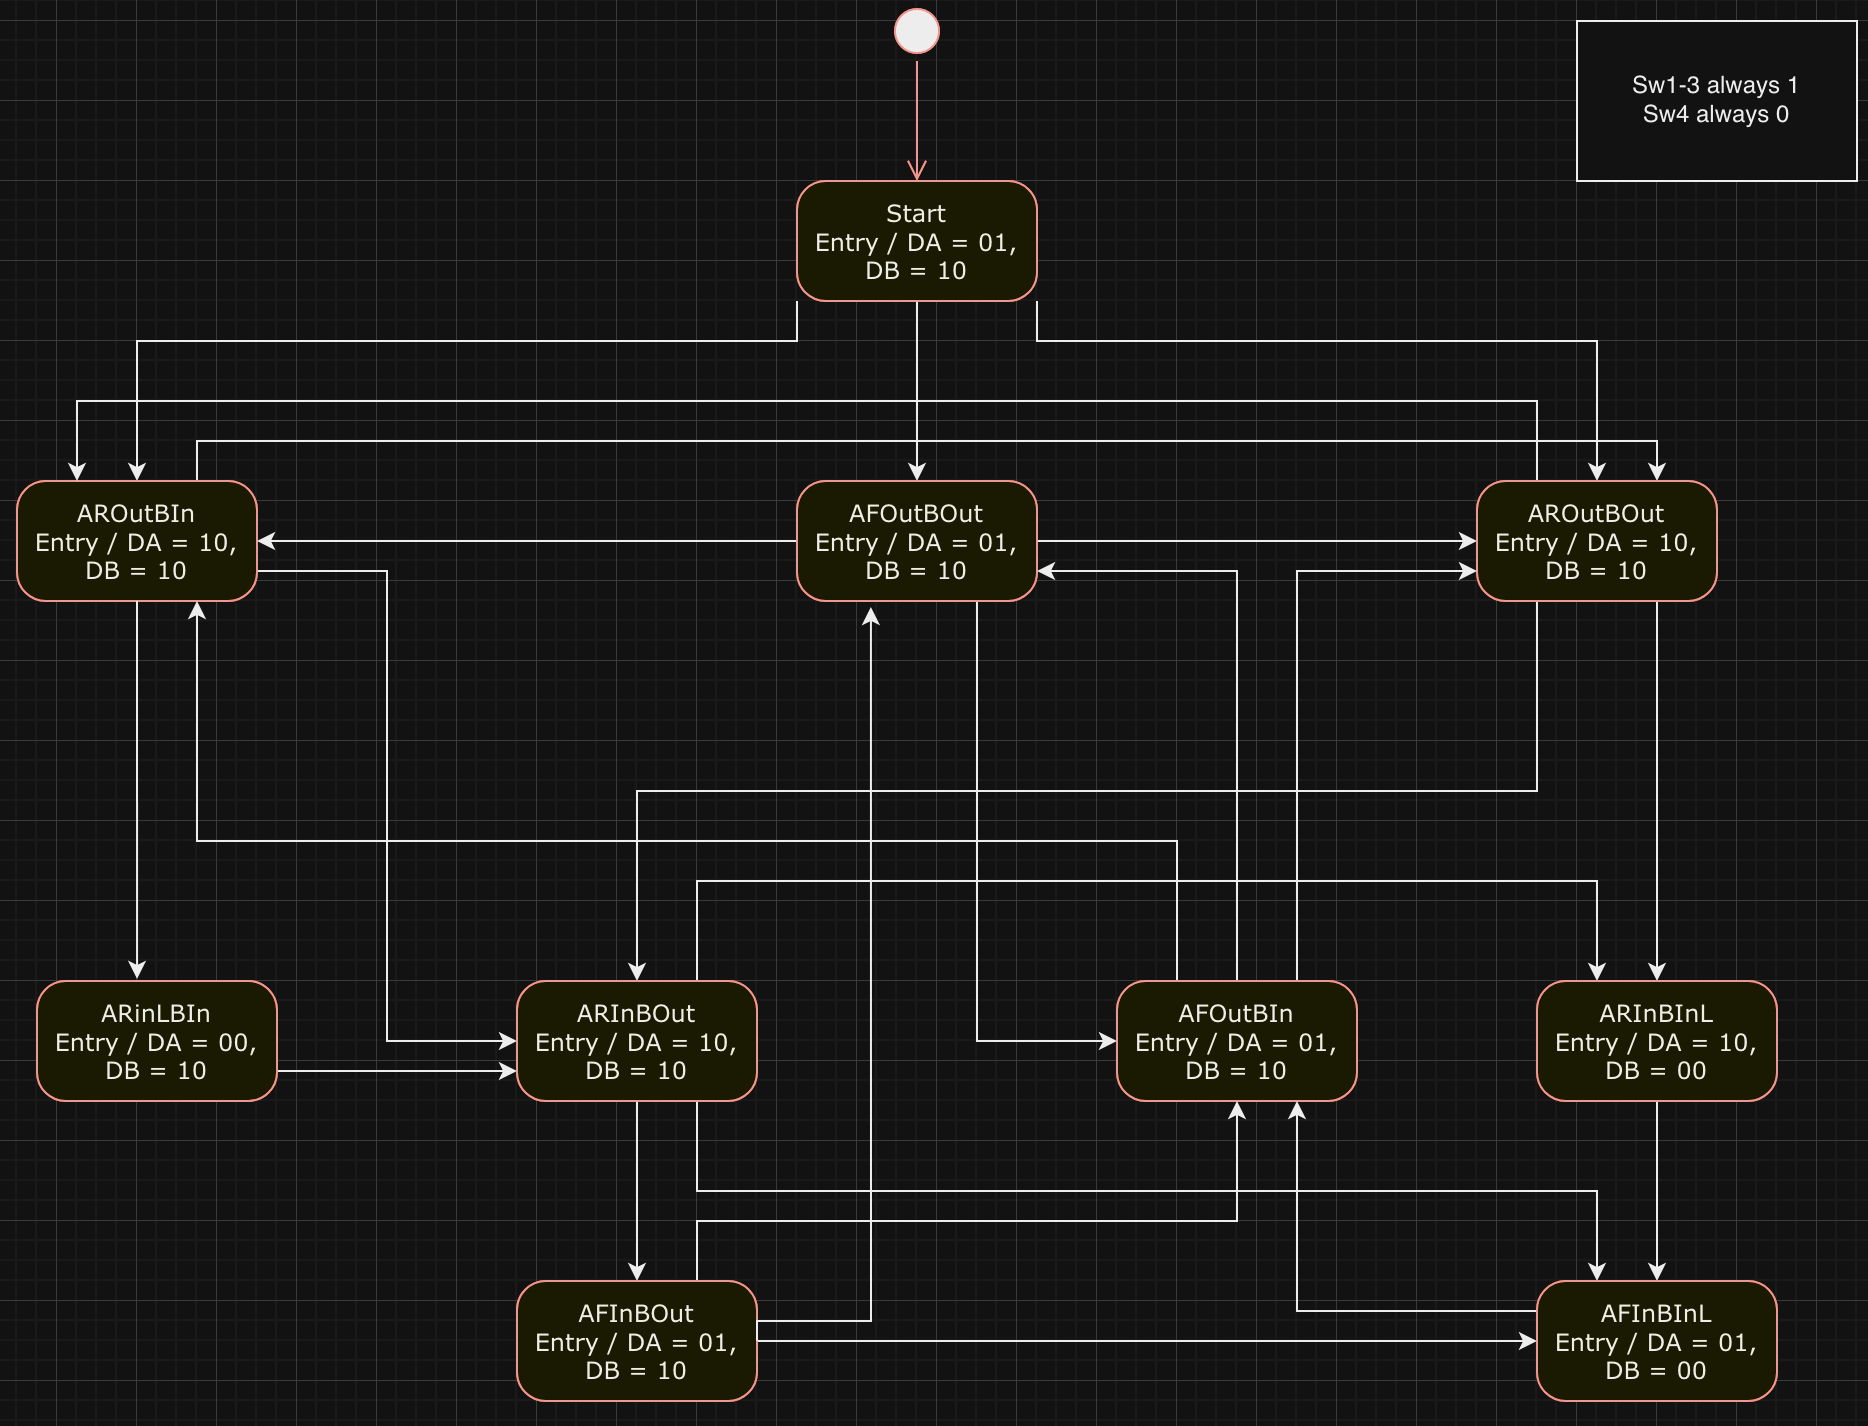 Sw1-3 always 1
Sw4 always 0
Start
Entry / DA = 01,
DB = 10
AROutBIn
Entry / DA = 10,
DB = 10
AFOutBOut
Entry / DA = 01,
DB = 10
AROutBOut
Entry / DA = 10,
DB = 10
ARinLBIn
Entry / DA = 00,
DB = 10
ARInBOut
Entry / DA = 10,
DB = 10
AFOutBIn
Entry / DA = 01,
DB = 10
ARInBInL
Entry / DA = 10,
DB = 00
AFInBOut
Entry / DA = 01,
DB = 10
AFInBInL
Entry / DA = 01,
DB = 00